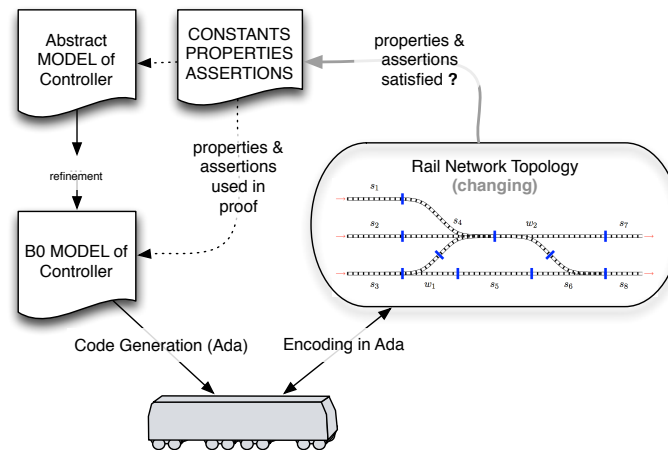 Abstract
MODEL of
Controller
CONSTANTS
PROPERTIES
ASSERTIONS
properties &
assertions
satisfied ?
properties &
assertions
used in
proof
refinement
B0 MODEL of
Controller
Rail Network Topology
(changing)
s1
s2
s4
w2
s7
s3
w1
s5
s6
s8
Code Generation (Ada)
Encoding in Ada